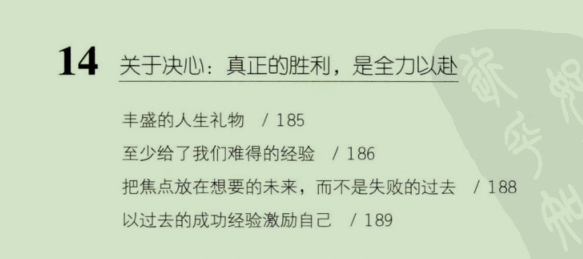 14 关于决心：真正的胜利，是全力以赴
丰盛的人生礼物 / 185
至少给了我们难得的经验 / 186
把焦点放在想要的未来，而不是失败的过去 / 188
以过去的成功经验激励自己 / 189